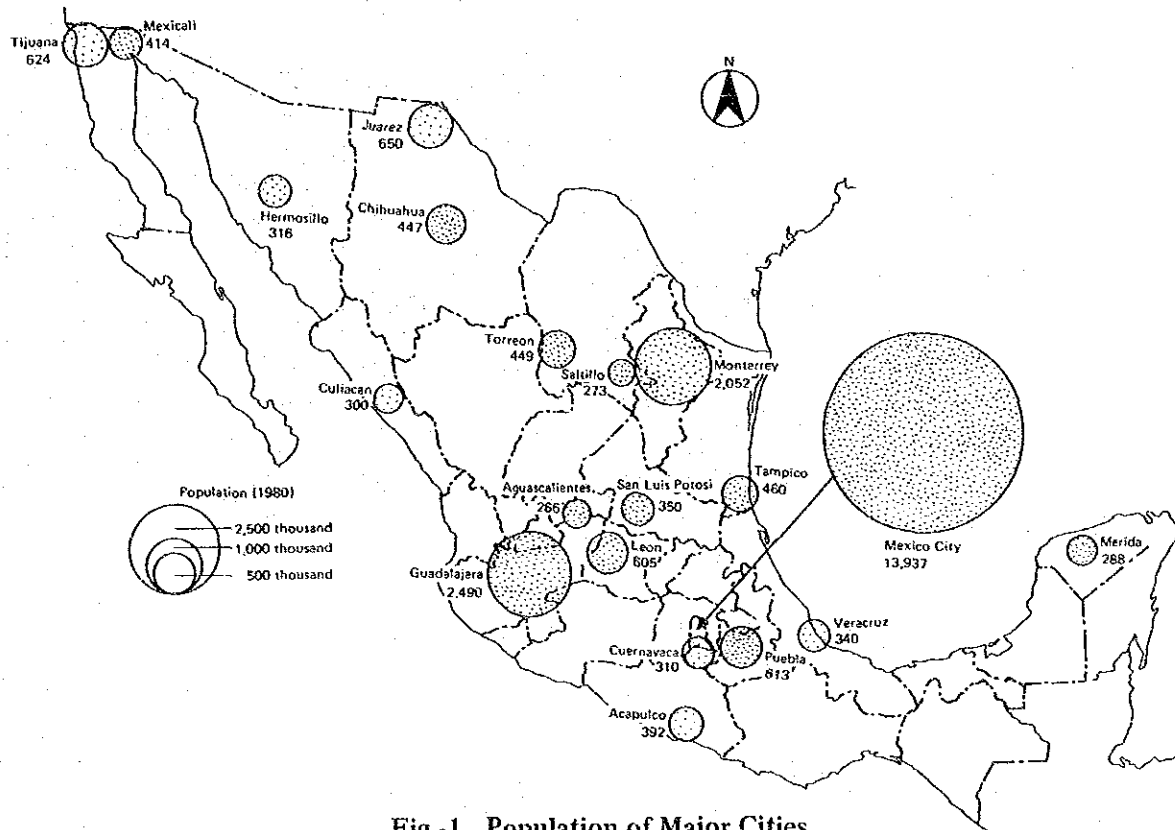 Mexicali
414
Tijuana
624
N
Juarez
650
Hermosillo
316
Chihuahua
447
Torreon
449
Saltillo
273
Monterrey
2,052
Culiacan
300
Tampico
460
Aguascalientes
266
San Luis Potosi
350
Population (1980)
2,500 thousand
1,000 thousand
500 thousand
Leon
605
Guadalajara
2,490
Mexico City
13,937
Merida
288
Veracruz
340
Cuernavaca
310
Puebla
813
Acapulco
392
Fig.-1 Population of Major Cities